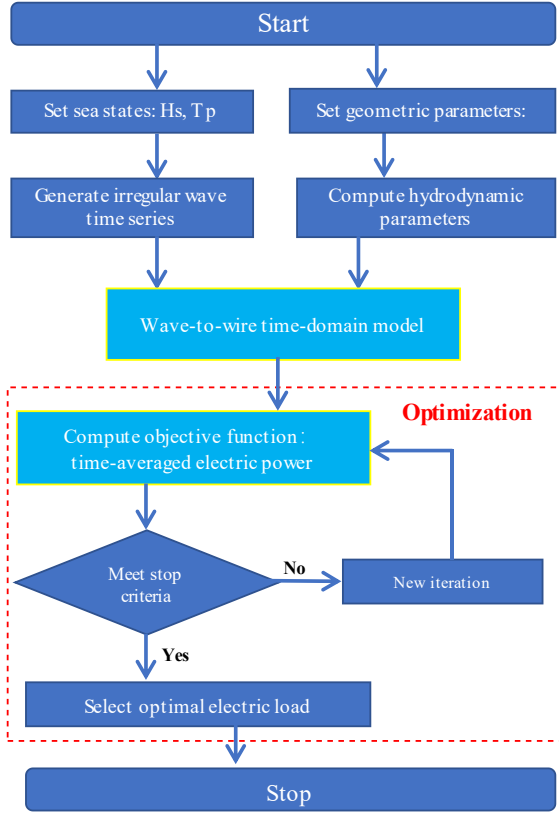 Start
Set sea states: Hs, Tp
Set geometric parameters:
Generate irregular wave
time series
Compute hydrodynamic
parameters
Wave-to-wire time-domain model
Optimization
Compute objective function:
time-averaged electric power
Meet stop
criteria
No
New iteration
Yes
Select optimal electric load
Stop